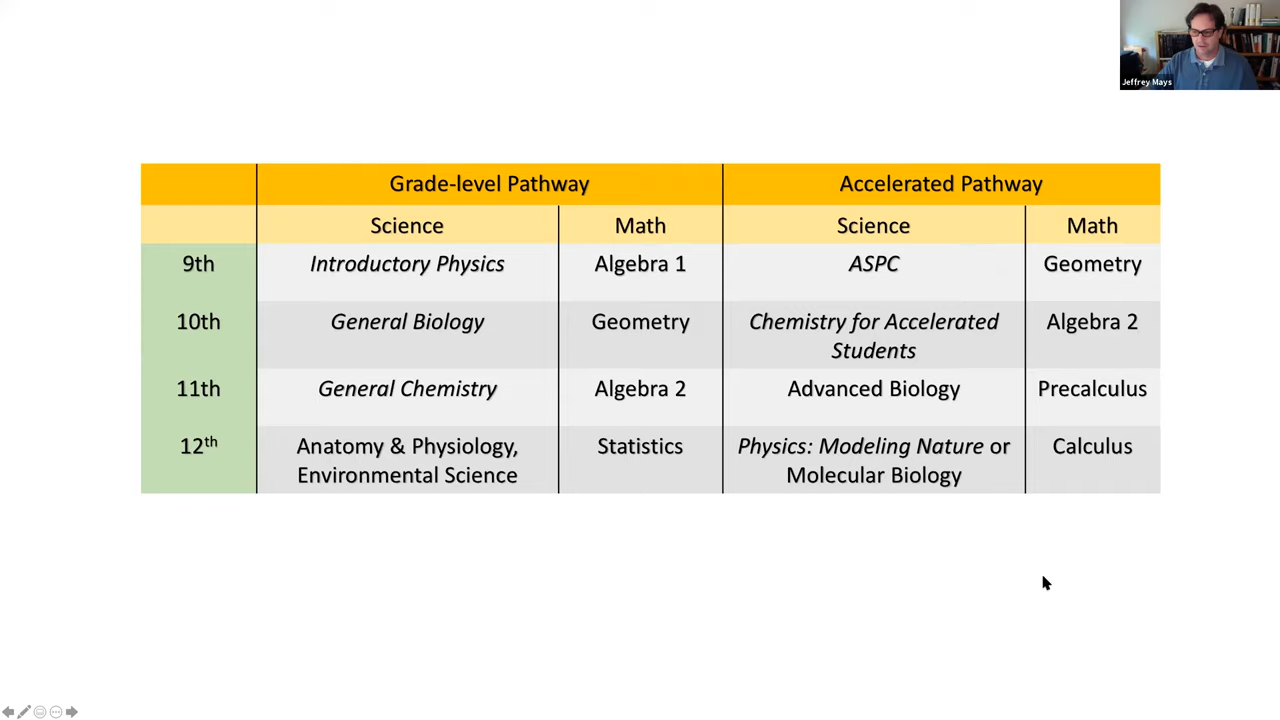 Jeffrey Mays
Grade-level Pathway Accelerated Pathway
Science Math Science Math
9th Introductory Physics Algebra 1 ASPC Geometry
10th General Biology Geometry Chemistry for Accelerated Students Algebra 2
11th General Chemistry Algebra 2 Advanced Biology Precalculus
12th Anatomy & Physiology, Environmental Science Statistics Physics: Modeling Nature or Molecular Biology Calculus